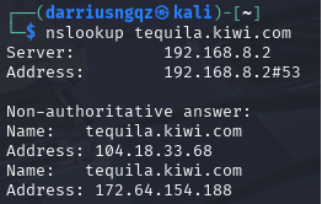 (darriusngqz㉿kali)-[~]
$ nslookup tequila.kiwi.com
Server: 192.168.8.2
Address: 192.168.8.2#53
Non-authoritative answer:
Name: tequila.kiwi.com
Address: 104.18.33.68
Name: tequila.kiwi.com
Address: 172.64.154.188